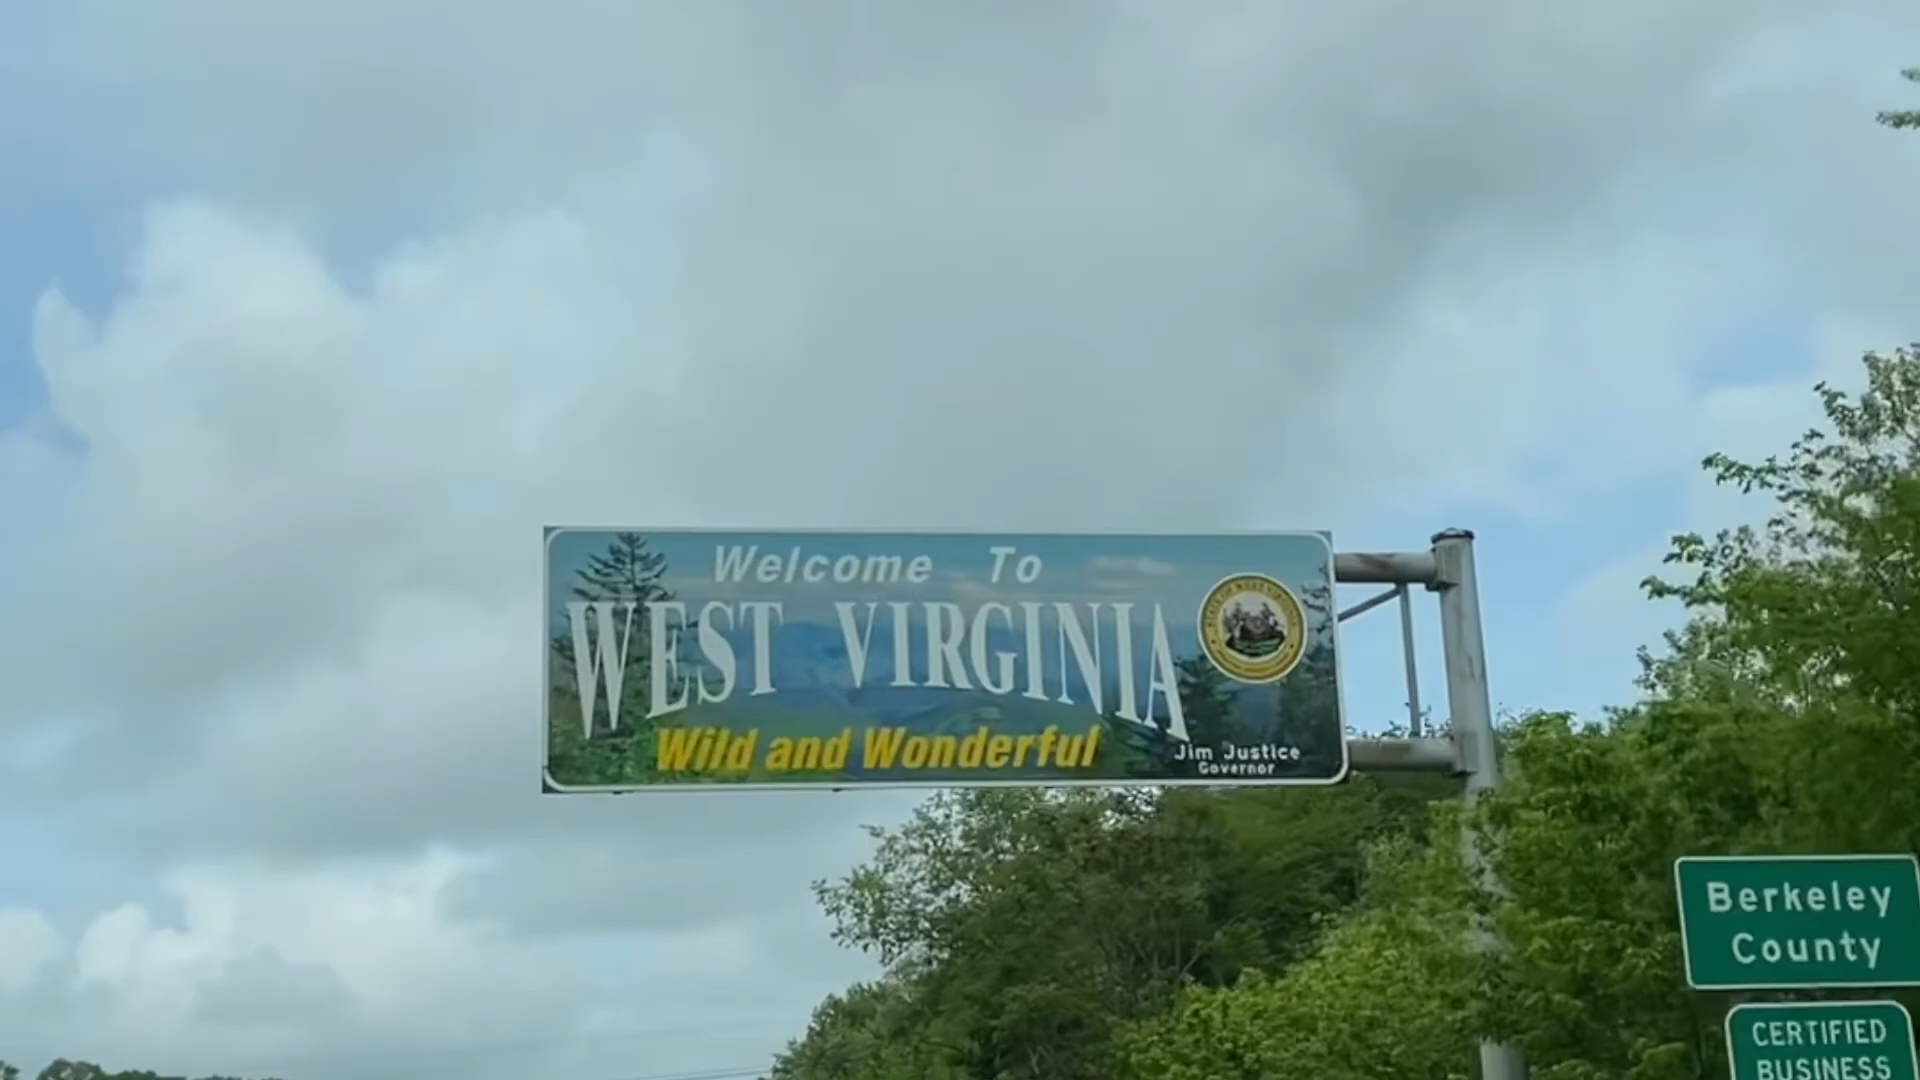 Welcome To
WEST VIRGINIA
Wild and Wonderful
Jim Justice
Governor
Berkeley
County
CERTIFIED
BUSINESS